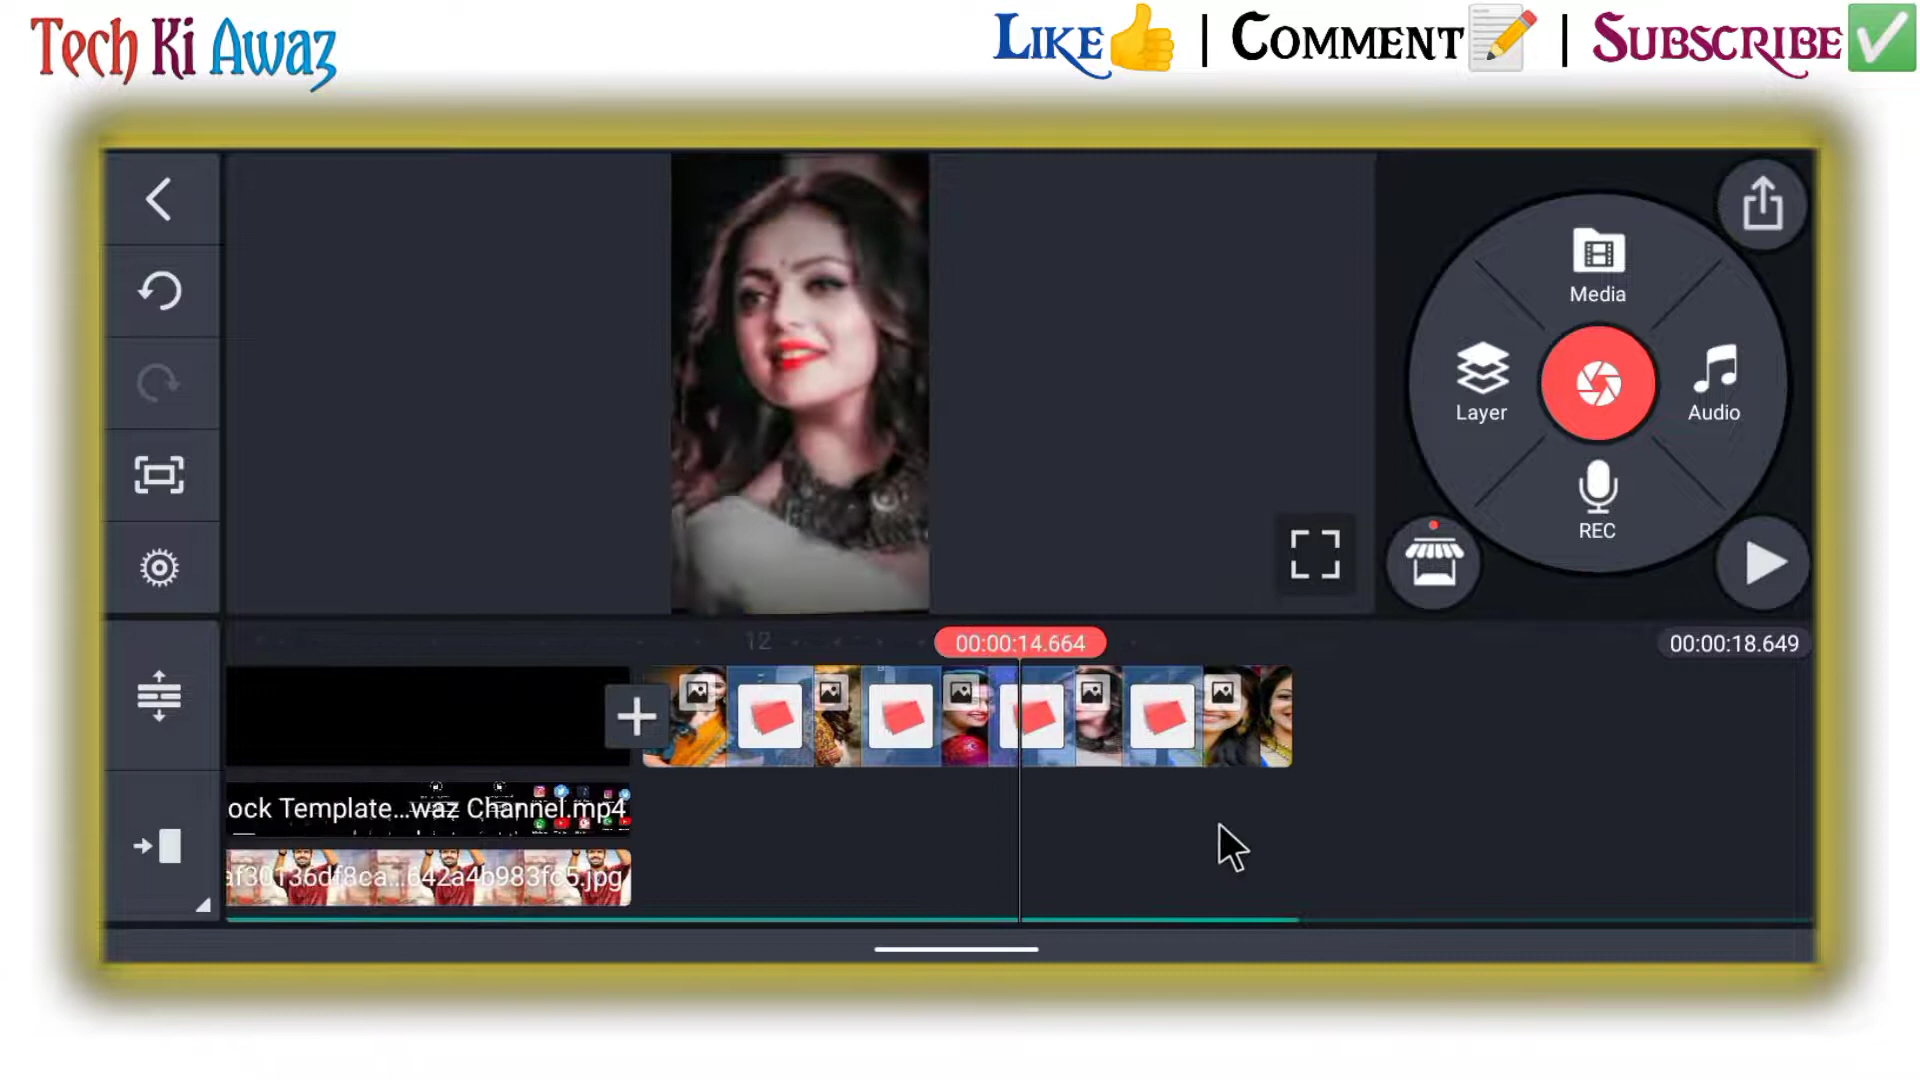 Tech Ki Awaz
Like👍 | Comment📝 | Subscribe✅
Media
Layer
Audio
REC
12
00:00:14.664
00:00:18.649
ock Template...waz Channel.mp4
af30136df8ca...642a4b983fc5.jpg